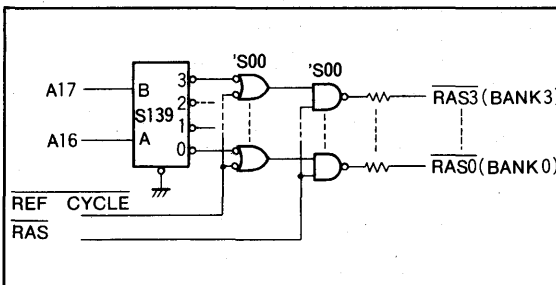 'S00
'S00
A17
B
3
2
S139
1
A16
A
0
RAS3 (BANK3)
RAS0 (BANK0)
REF CYCLE
RAS